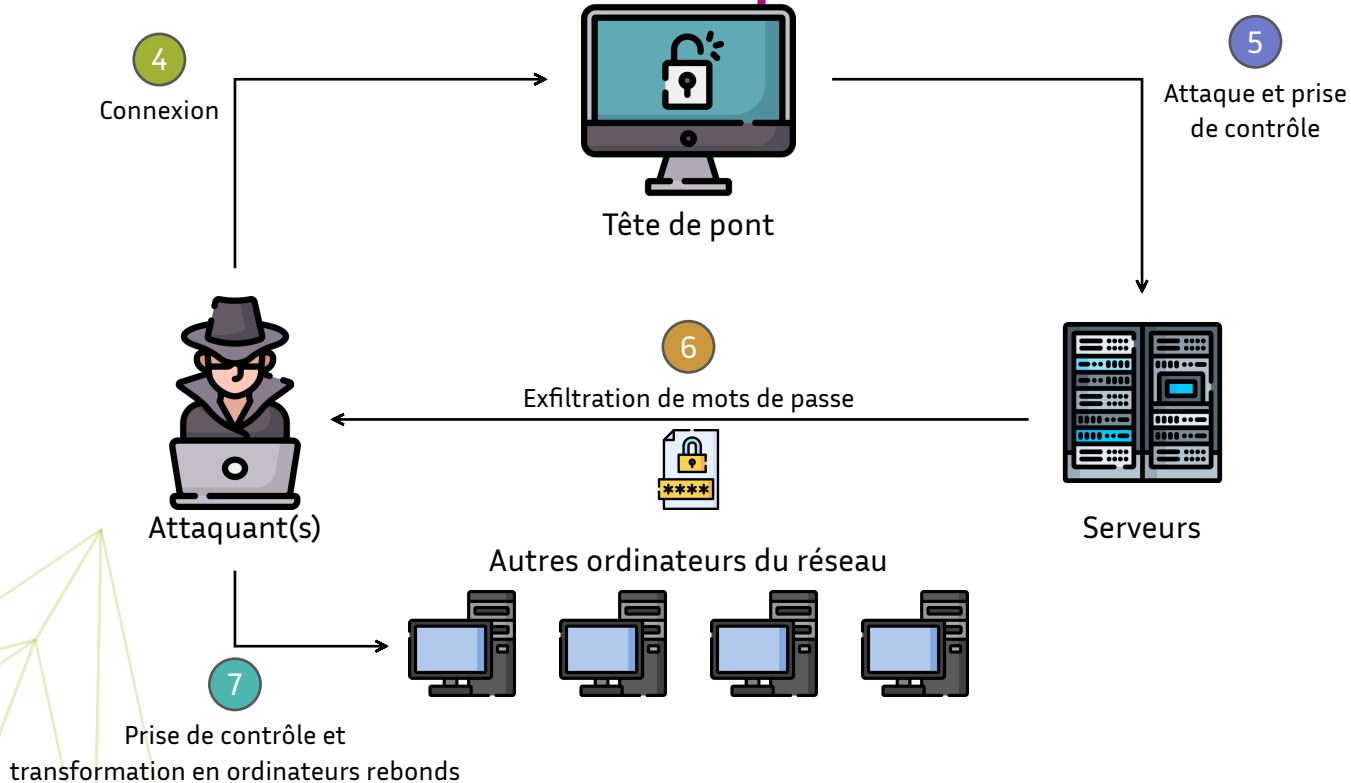 4
Connexion
5
Attaque et prise
de contrôle
Tête de pont
6
Exfiltration de mots de passe
****
Attaquant(s)
Serveurs
Autres ordinateurs du réseau
7
Prise de contrôle et
transformation en ordinateurs rebonds